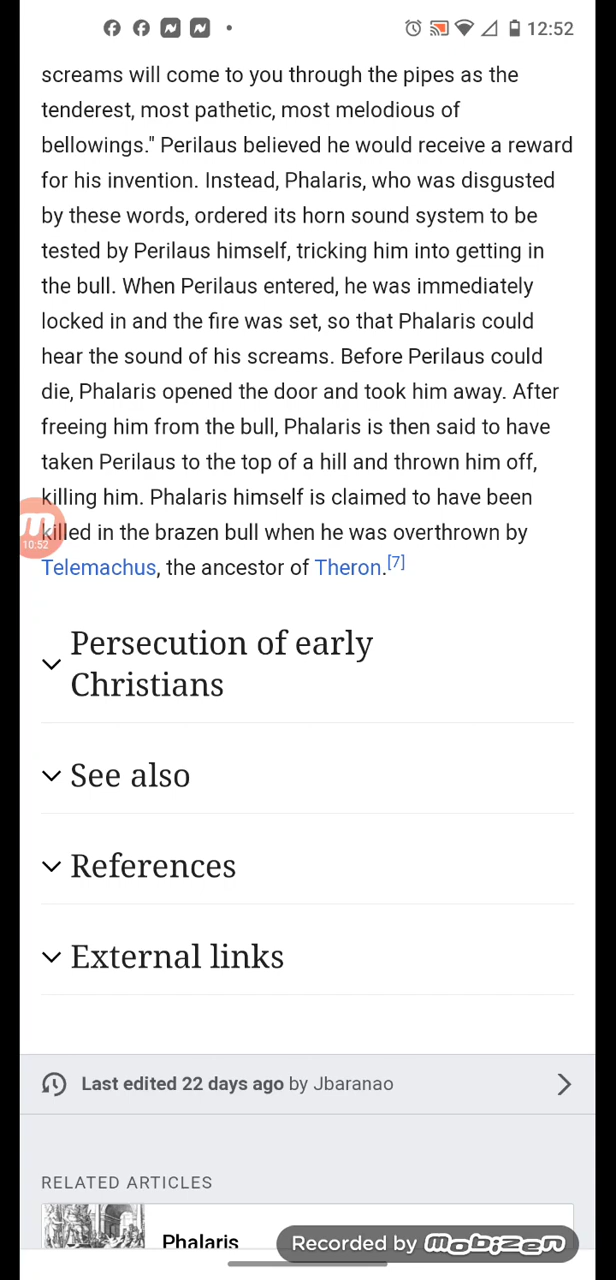 12:52
screams will come to you through the pipes as the
tenderest, most pathetic, most melodious of
bellowings." Perilaus believed he would receive a reward
for his invention. Instead, Phalaris, who was disgusted
by these words, ordered its horn sound system to be
tested by Perilaus himself, tricking him into getting in
the bull. When Perilaus entered, he was immediately
locked in and the fire was set, so that Phalaris could
hear the sound of his screams. Before Perilaus could
die, Phalaris opened the door and took him away. After
freeing him from the bull, Phalaris is then said to have
taken Perilaus to the top of a hill and thrown him off,
killing him. Phalaris himself is claimed to have been
killed in the brazen bull when he was overthrown by
10:52
Telemachus, the ancestor of Theron.[7]
Persecution of early
Christians
See also
References
External links
Last edited 22 days ago by Jbaranao
RELATED ARTICLES
Phalaris
Recorded by mobizen